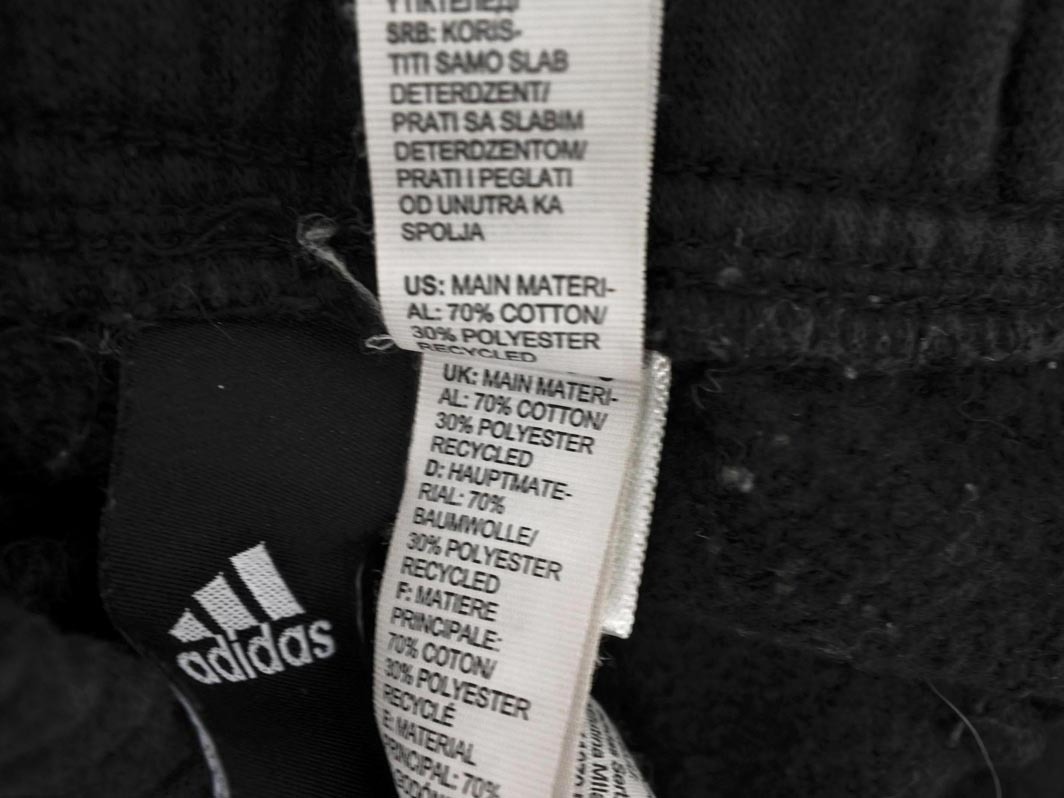 SRB: KORIS-
TITI SAMO SLAB
DETERDZENT/
PRATI SA SLABIM
DETERDZENTOM/
PRATI I PEGLATI
OD UNUTRA KA
SPOLJA
US: MAIN MATERI-
AL: 70% COTTON/
30% POLYESTER
RECYCLED
UK: MAIN MATERI-
AL: 70% COTTON/
30% POLYESTER
RECYCLED
D: HAUPTMATE-
RIAL: 70%
BAUMWOLLE/
30% POLYESTER
RECYCLED
F: MATIERE
PRINCIPALE:
70% COTON/
30% POLYESTER
RECYCLÉ
E: MATERIAL
PRINCIPAL: 70%
adidas